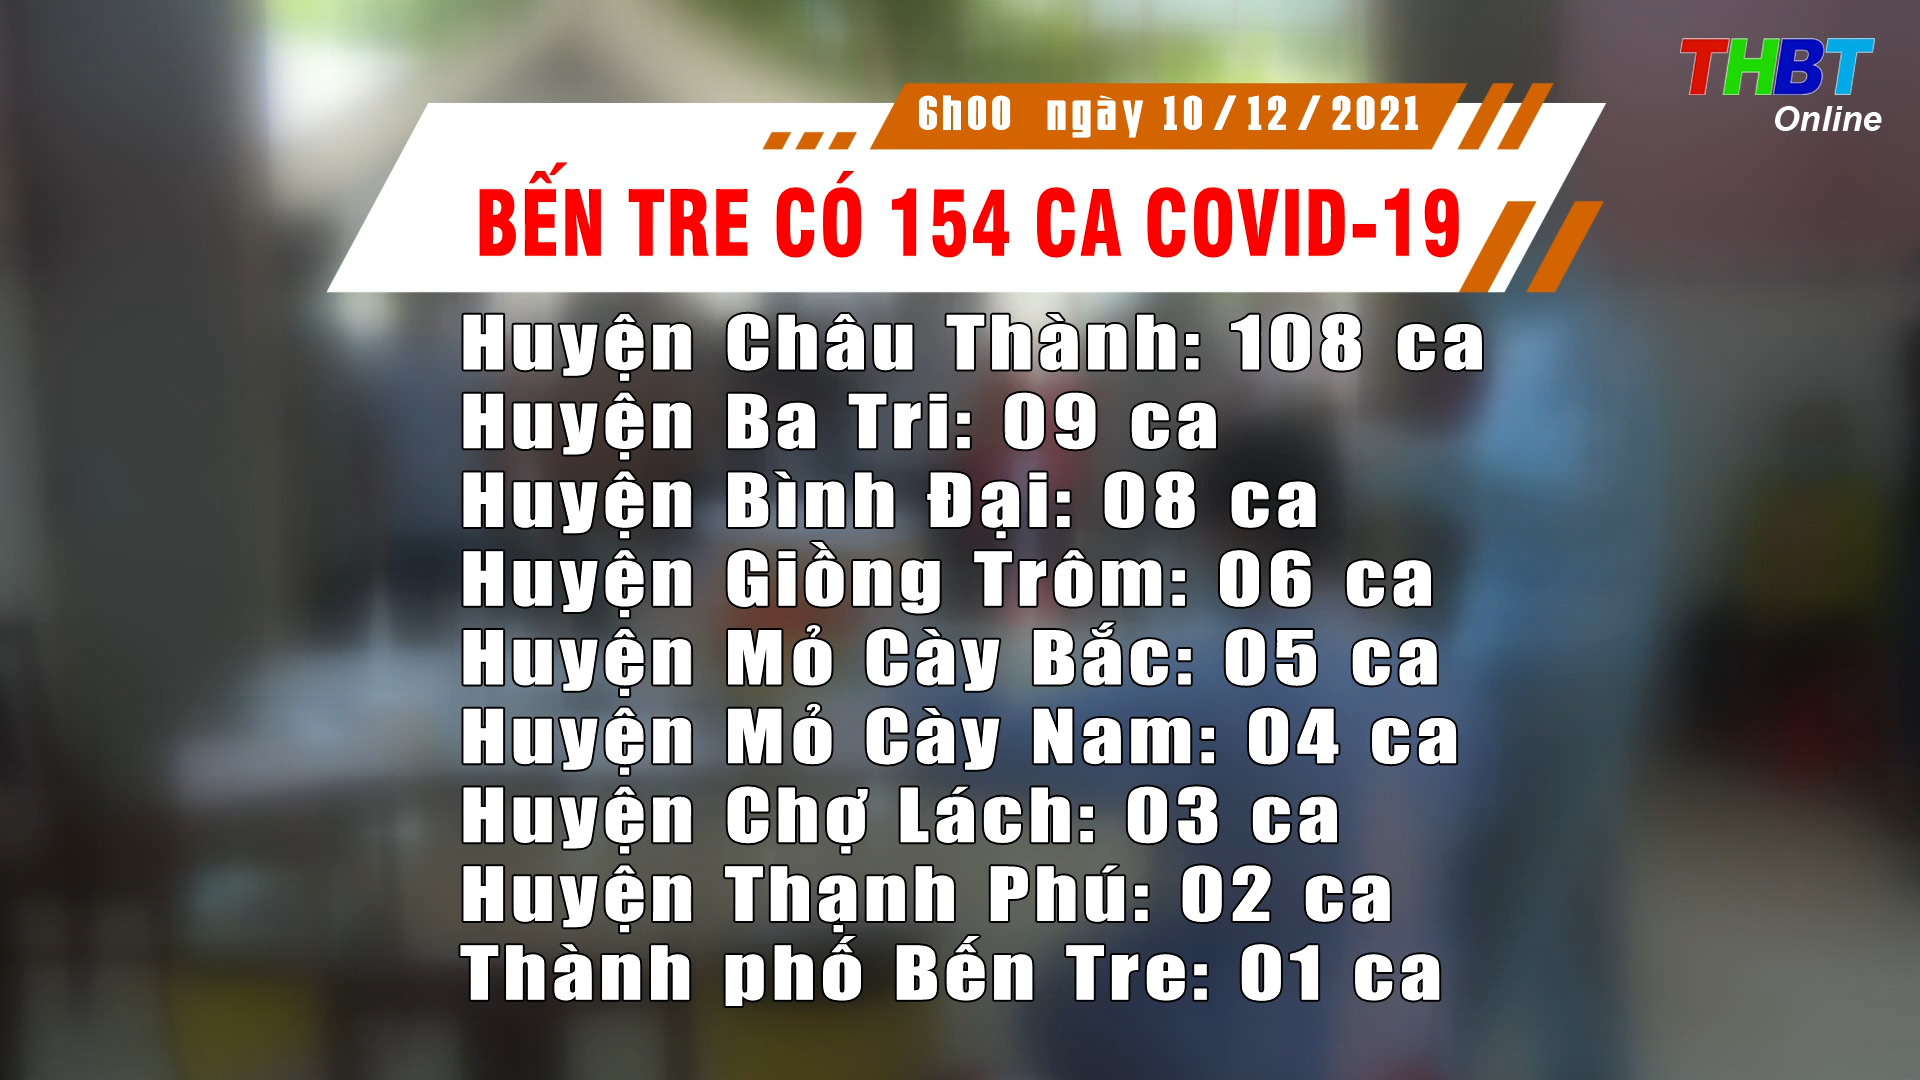 THBT
Online
6h00 ngày 10/12/2021
BẾN TRE CÓ 154 CA COVID-19
Huyện Châu Thành: 108 ca
Huyện Ba Tri: 09 ca
Huyện Bình Đại: 08 ca
Huyện Giồng Trôm: 06 ca
Huyện Mỏ Cày Bắc: 05 ca
Huyện Mỏ Cày Nam: 04 ca
Huyện Chợ Lách: 03 ca
Huyện Thạnh Phú: 02 ca
Thành phố Bến Tre: 01 ca